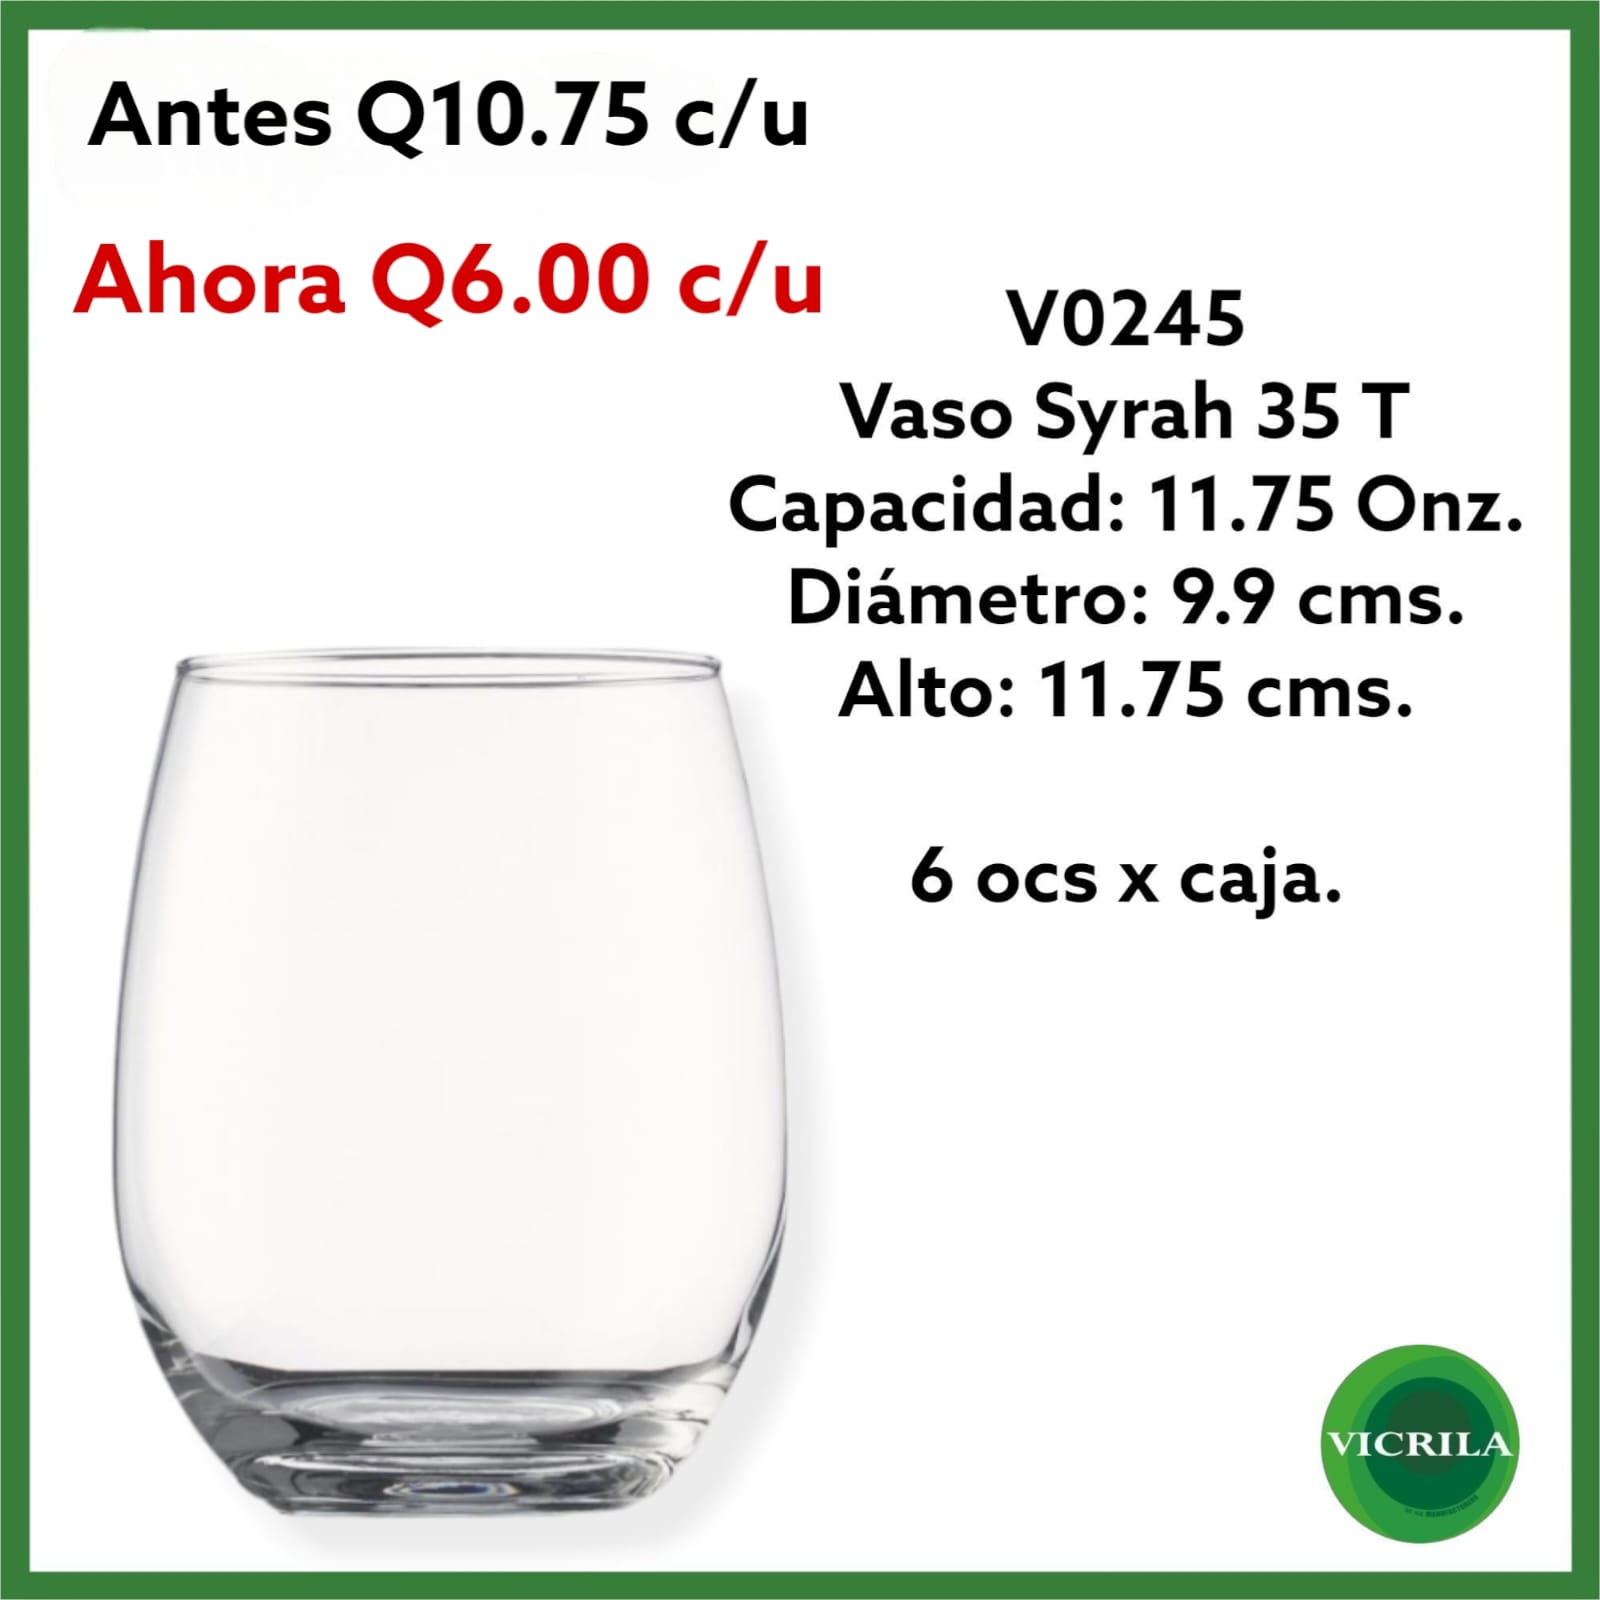 Antes Q10.75 c/u
Ahora Q6.00 c/u
V0245
Vaso Syrah 35 T
Capacidad: 11.75 Onz.
Diámetro: 9.9 cms.
Alto: 11.75 cms.
6 ocs x caja.
VICRILA